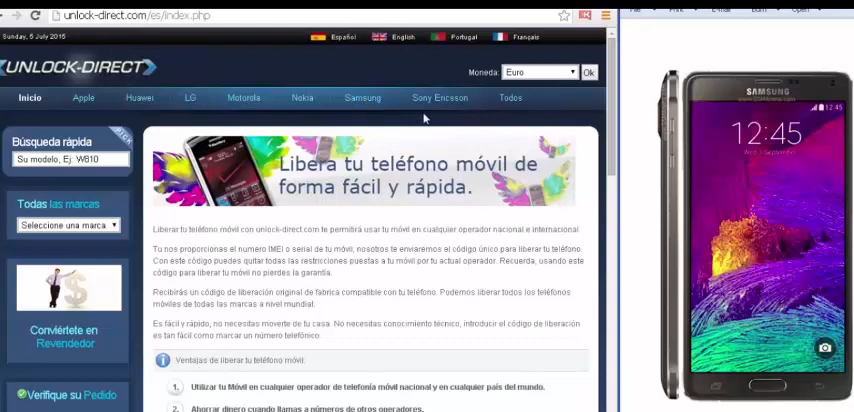 unlock-direct.com/es/index.php
Sunday, 5 July 2015
Español English Portugal Français
UNLOCK-DIRECT
Moneda: Euro Ok
Inicio Apple Huawei LG Motorola Nokia Samsung Sony Ericsson Todos
Búsqueda rápida
Su modelo, Ej: W810
Todas las marcas
Seleccione una marca
Conviértete en
Revendedor
Verifique su Pedido
Libera tu teléfono móvil de
forma fácil y rápida.
Liberar tu teléfono móvil con unlock-direct.com te permitirá usar tu móvil en cualquier operador nacional e internacional
Tu nos proporcionas el numero IMEI o serial de tu móvil, nosotros te enviaremos el código único para liberar tu teléfono.
Con este código puedes quitar todas las restricciones puestas a tu móvil por tu actual operador. Recuerda, usando este
código para liberar tu móvil no pierdes la garantía.
Recibirás un código de liberación original de fabrica compatible con tu teléfono. Podemos liberar todos los teléfonos
móviles de todas las marcas a nivel mundial.
Es fácil y rápido, no necesitas moverte de tu casa. No necesitas conocimiento técnico, introducir el código de liberación
es tan fácil como marcar un número telefónico.
Ventajas de liberar tu teléfono móvil:
1. Utilizar tu Móvil en cualquier operador de telefonía móvil nacional y en cualquier país del mundo.
2. Ahorrar dinero cuando llamas a números de otros operadores.
File Print E-mail Burn Open
SAMSUNG
12:45
12:45